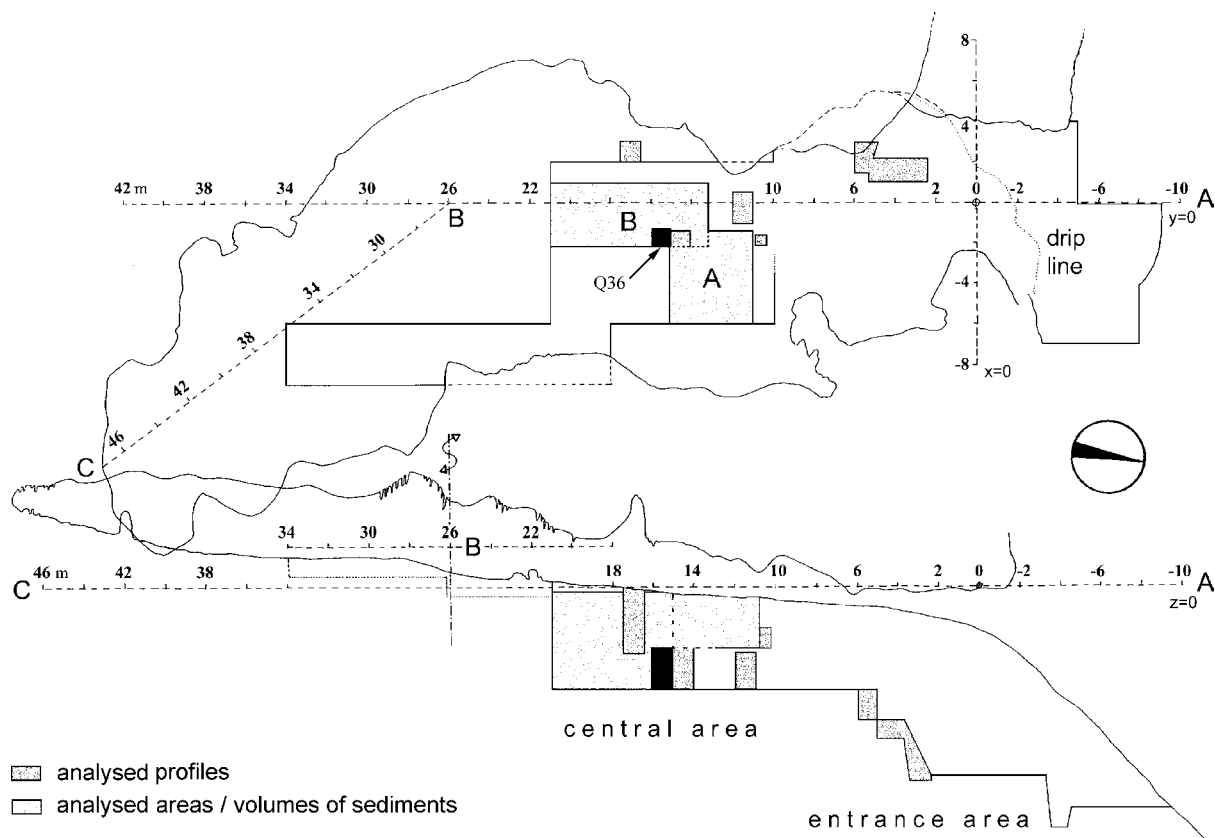 8
4
42 m 38 34 30 26 22 10 6 2 0 -2 -6 -10 A
B
y=0
B
30
drip
line
34
Q36
A
-4
38
-8
x=0
42
46
C
34 30 26 22
B
46 m 42 38 18 14 10 6 2 0 -2 -6 -10
C
A
z=0
central area
analysed profiles
analysed areas / volumes of sediments
entrance area